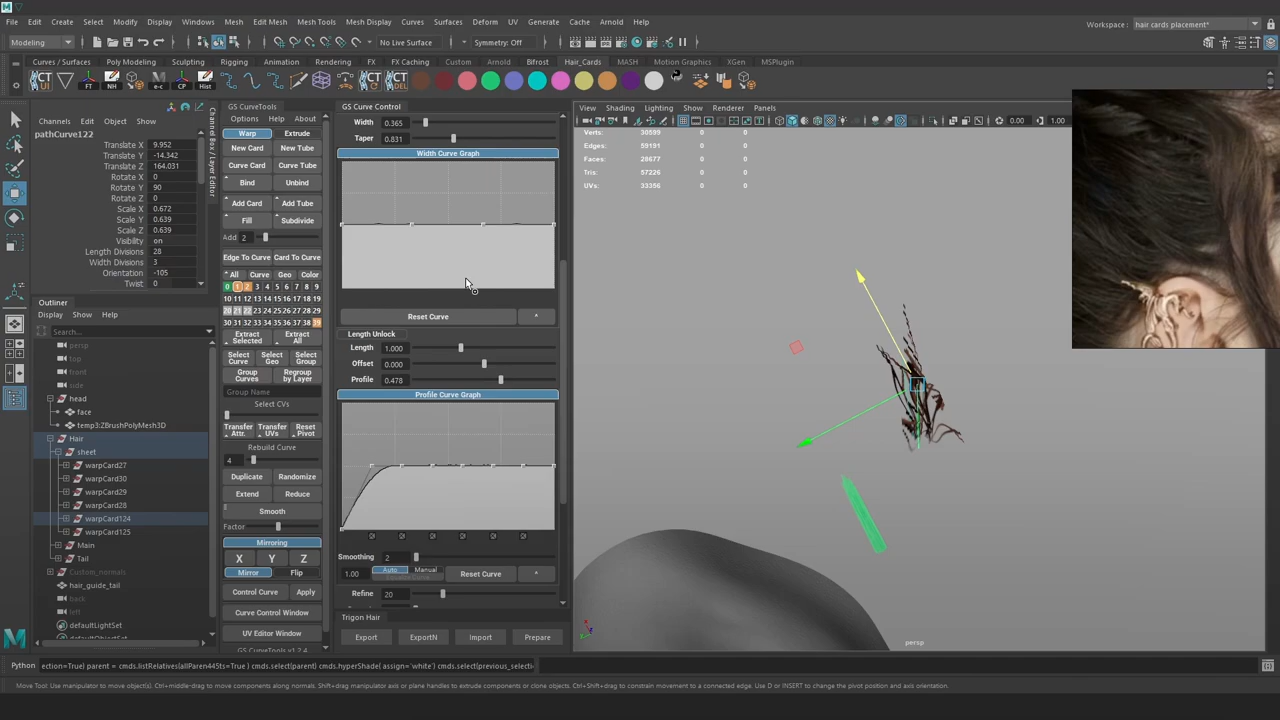 File Edit Create Select Modify Display Windows Mesh Edit Mesh Mesh Tools Mesh Display Curves Surfaces Deform UV Generate Cache Arnold Help
Workspace : hair cards placement*
Modeling No Live Surface Symmetry: Off
Curves / Surfaces Poly Modeling Sculpting Rigging Animation Rendering FX FX Caching Custom Arnold Bifrost Hair_Cards MASH Motion Graphics XGen MSPlugin
FT NH e-c CP Hist
Channels Edit Object Show
pathCurve122
Translate X 9.952
Translate Y -14.342
Translate Z 164.031
Rotate X 0
Rotate Y 90
Rotate Z 0
Scale X 0.672
Scale Y 0.639
Scale Z 0.639
Visibility on
Length Divisions 28
Width Divisions 3
Orientation -105
Twist 0
Channel Box / Layer Editor
Outliner
Display Show Help
Search...
persp
top
front
side
head
face
temp3:ZBrushPolyMesh3D
Hair
sheet
warpCard27
warpCard30
warpCard29
warpCard28
warpCard124
warpCard125
Main
Tail
Custom_normals
hair_guide_tail
back
left
defaultLightSet
GS CurveTools
Options Help About
Warp Extrude
New Card New Tube
Curve Card Curve Tube
Bind Unbind
Add Card Add Tube
Fill Subdivide
Add 2
Edge To Curve Card To Curve
All Curve Geo Color
0 1 2 3 4 5 6 7 8 9
10 11 12 13 14 15 16 17 18 19
20 21 22 23 24 25 26 27 28 29
30 31 32 33 34 35 36 37 38 39
Extract Selected Extract All
Select Curve Select Geo Select Group
Group Curves Regroup by Layer
Group Name
Select CVs
Transfer Attr. Transfer UVs Reset Pivot
Rebuild Curve
4
Duplicate Randomize
Extend Reduce
Smooth
Factor
Mirroring
X Y Z
Mirror Flip
Control Curve Apply
Curve Control Window
UV Editor Window
GS Curve Control
Width 0.365
Taper 0.831
Width Curve Graph
Reset Curve ^
Length Unlock
Length 1.000
Offset 0.000
Profile 0.478
Profile Curve Graph
Smoothing 2
1.00 Auto Manual Reset Curve ^
Refine 20
Trigon Hair
Export ExportN Import Prepare
View Shading Lighting Show Renderer Panels
0.00 1.00
Verts: 30599 0 0
Edges: 59191 0 0
Faces: 28677 0 0
Tris: 57226 0 0
UVs: 33356 0 0
persp
Python ection=True) parent = cmds.listRelatives(allParen445ts=True ) cmds.hyperShade( assign='white') cmds.select(previous_selecti
Move Tool: Use manipulator to move object(s). Ctrl+middle-drag to move components along normals. Shift+drag manipulator axis or plane handles to extrude components or clone objects. Ctrl+Shift+drag to constrain movement to a connected edge. Use D or INSERT to change the pivot position and axis orientation.